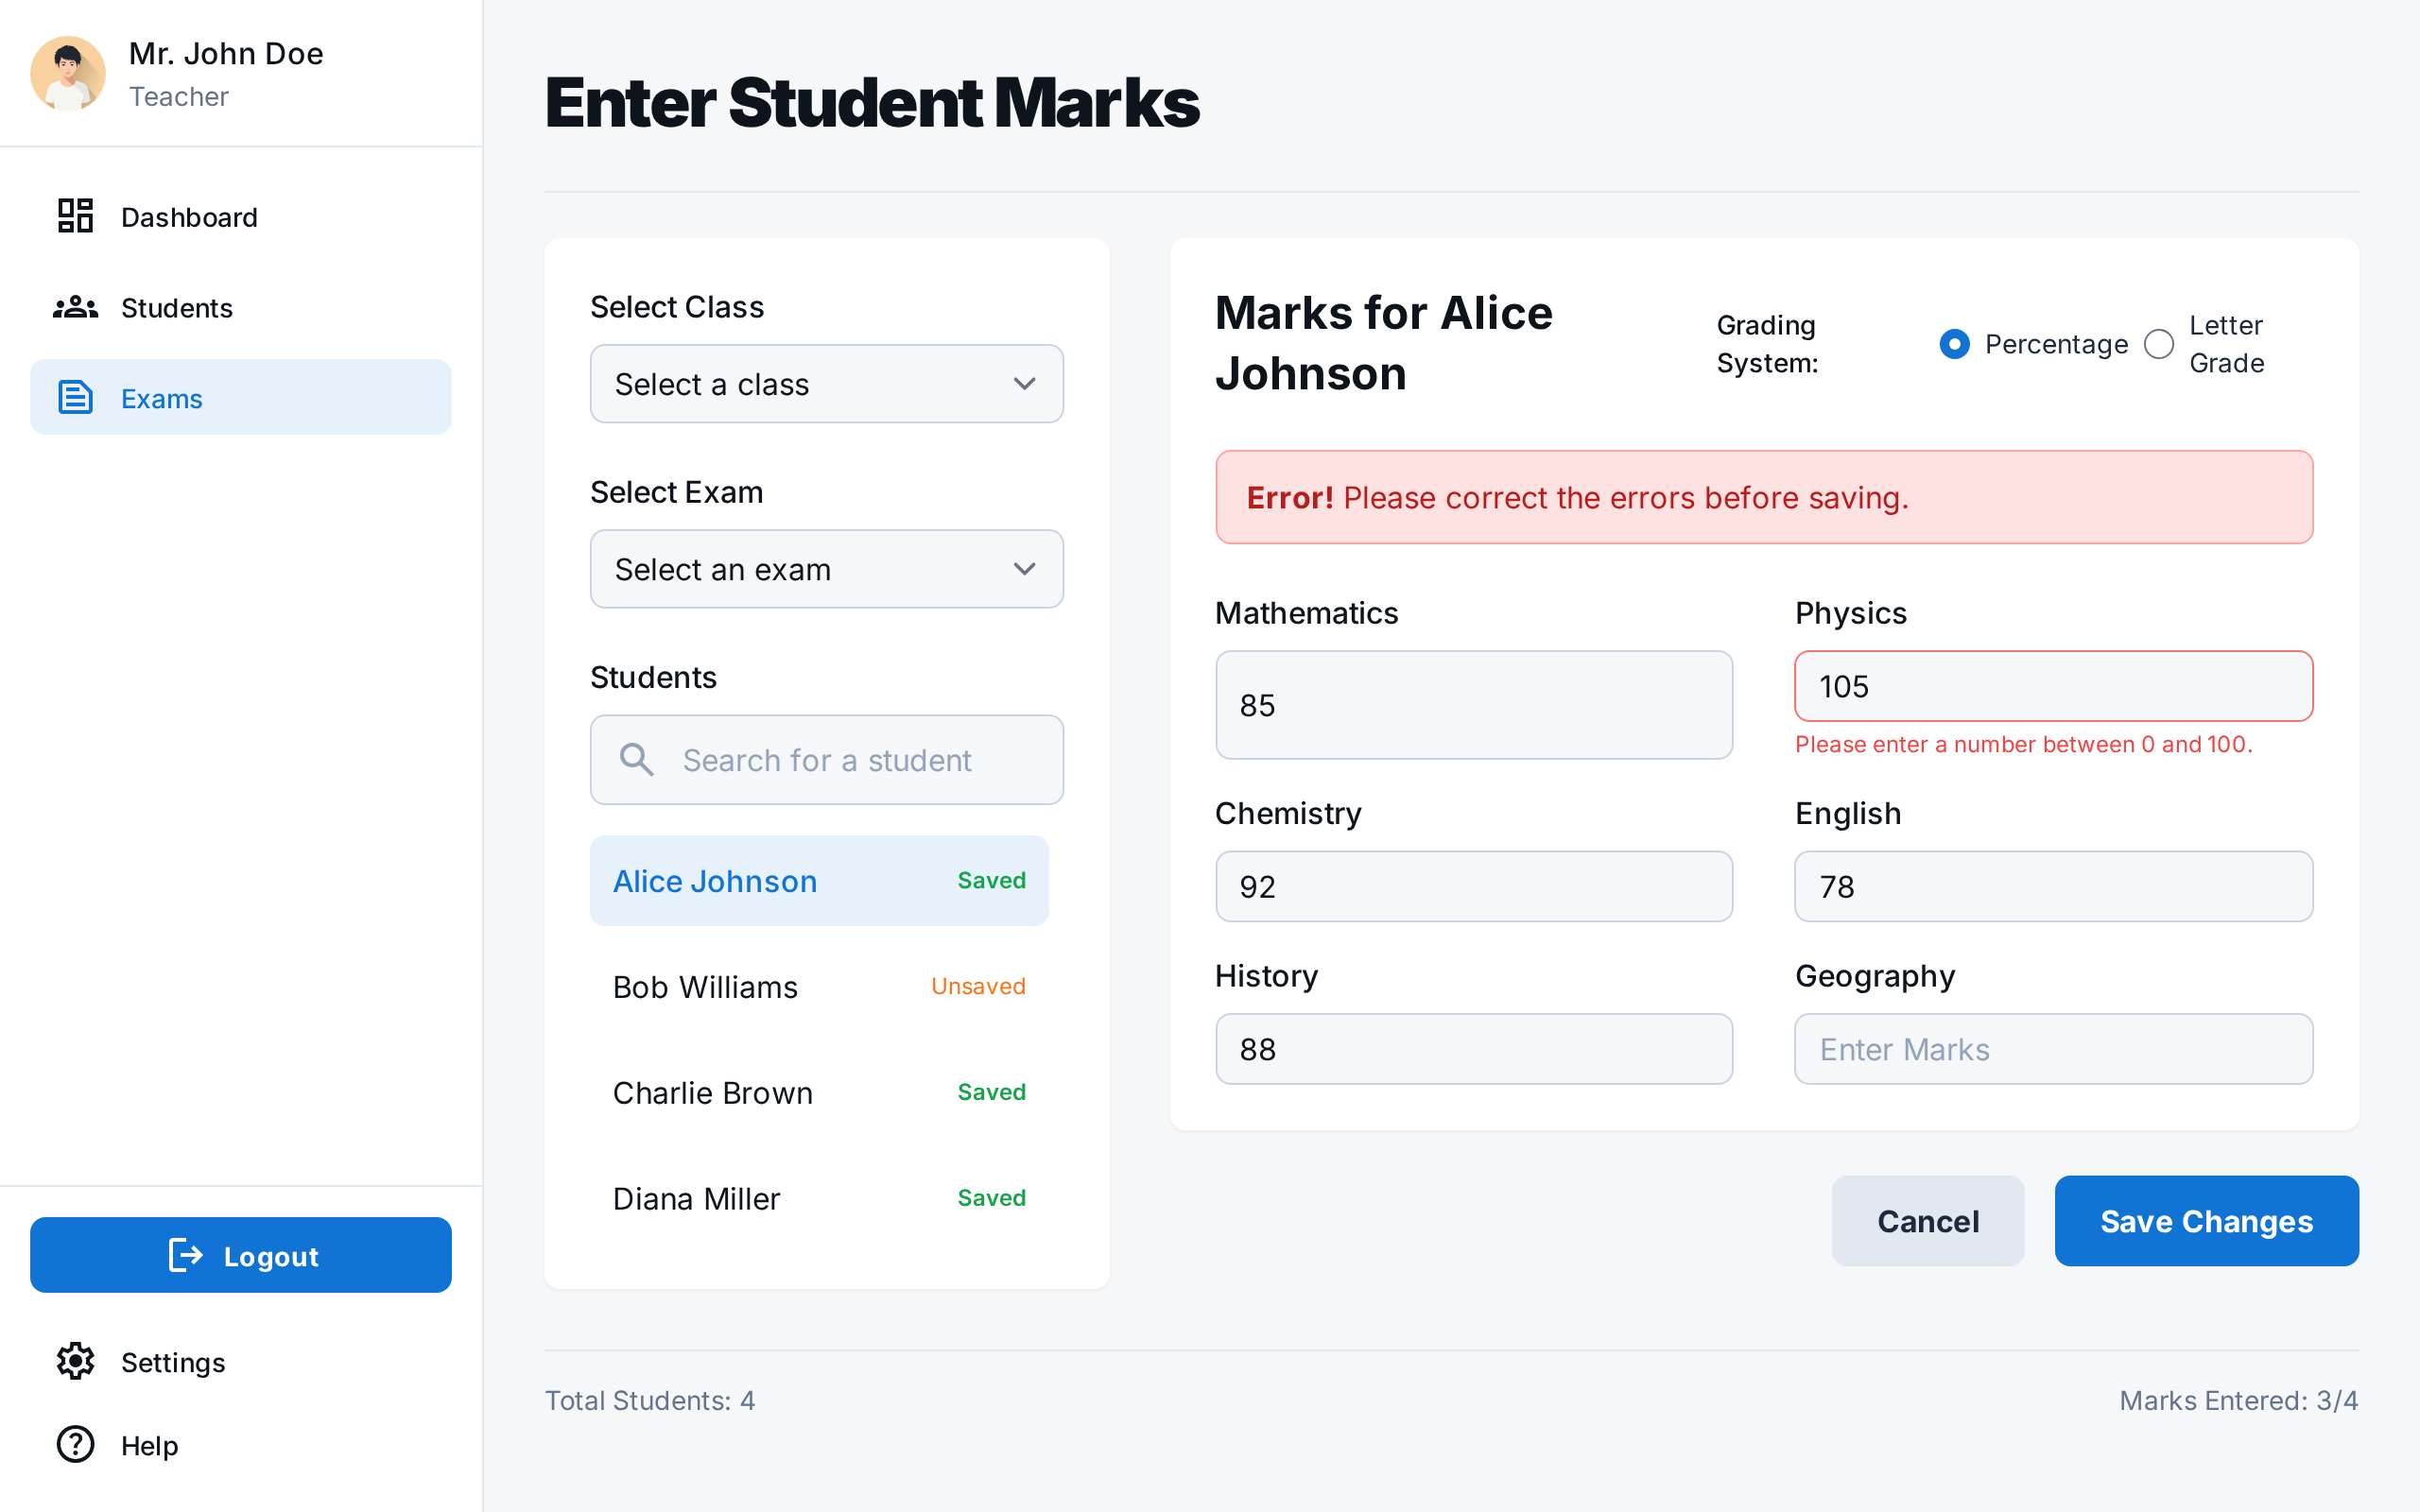 Mr. John Doe
Teacher
Dashboard
Students
Exams
Logout
Settings
Help
Enter Student Marks
Select Class
Select a class
Select Exam
Select an exam
Students
Search for a student
Alice Johnson Saved
Bob Williams Unsaved
Charlie Brown Saved
Diana Miller Saved
Marks for Alice
Johnson
Grading
System:
Percentage
Letter
Grade
Error! Please correct the errors before saving.
Mathematics
85
Physics
105
Please enter a number between 0 and 100.
Chemistry
92
English
78
History
88
Geography
Enter Marks
Cancel
Save Changes
Total Students: 4
Marks Entered: 3/4